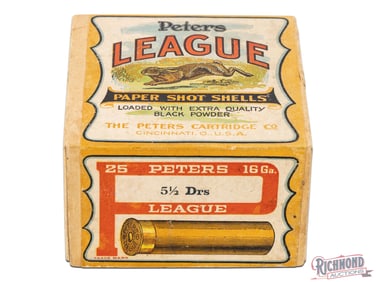 Peters
LEAGUE
PAPER SHOT SHELLS
LOADED WITH EXTRA QUALITY
BLACK POWDER
THE PETERS CARTRIDGE CO
CINCINNATI, O., U.S.A.
25 PETERS 16 Ga.
5½ Drs
LEAGUE
TRADE MARK
RICHMOND
AUCTIONS